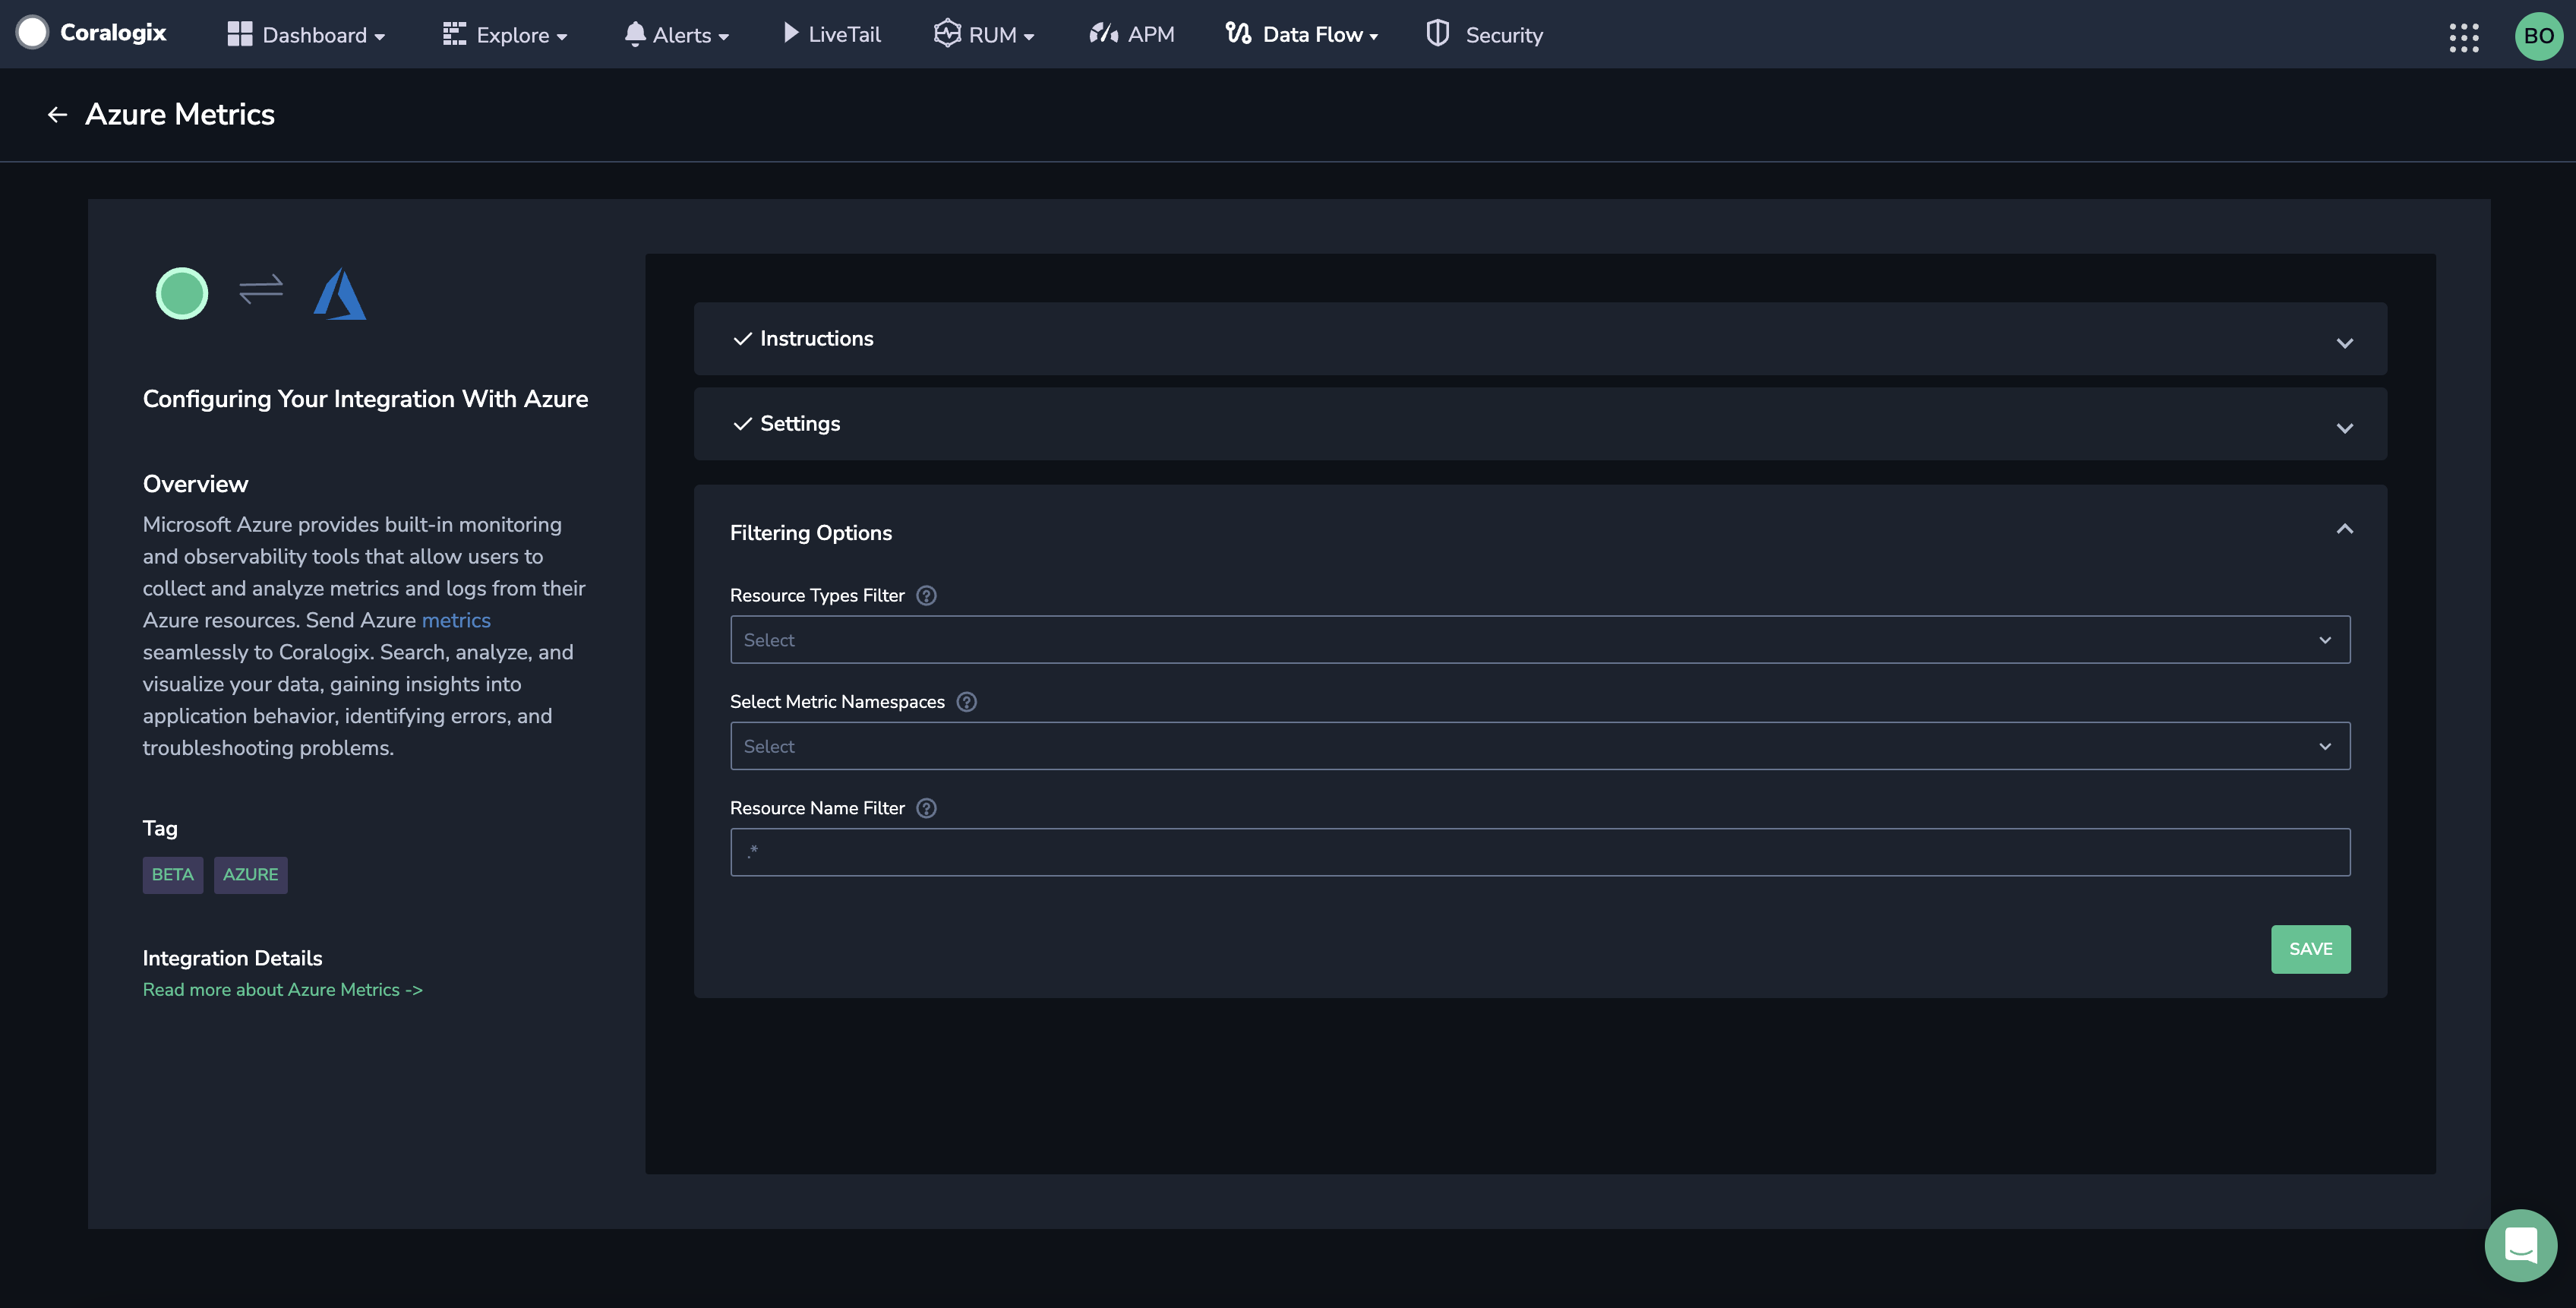 Coralogix Dashboard Explore Alerts LiveTail RUM APM Data Flow Security BO
Azure Metrics
Configuring Your Integration With Azure
Overview
Microsoft Azure provides built-in monitoring
and observability tools that allow users to
collect and analyze metrics and logs from their
Azure resources. Send Azure metrics
seamlessly to Coralogix. Search, analyze, and
visualize your data, gaining insights into
application behavior, identifying errors, and
troubleshooting problems.
Tag
BETA AZURE
Integration Details
Read more about Azure Metrics ->
Instructions
Settings
Filtering Options
Resource Types Filter ?
Select
Select Metric Namespaces ?
Select
Resource Name Filter ?
.*
SAVE